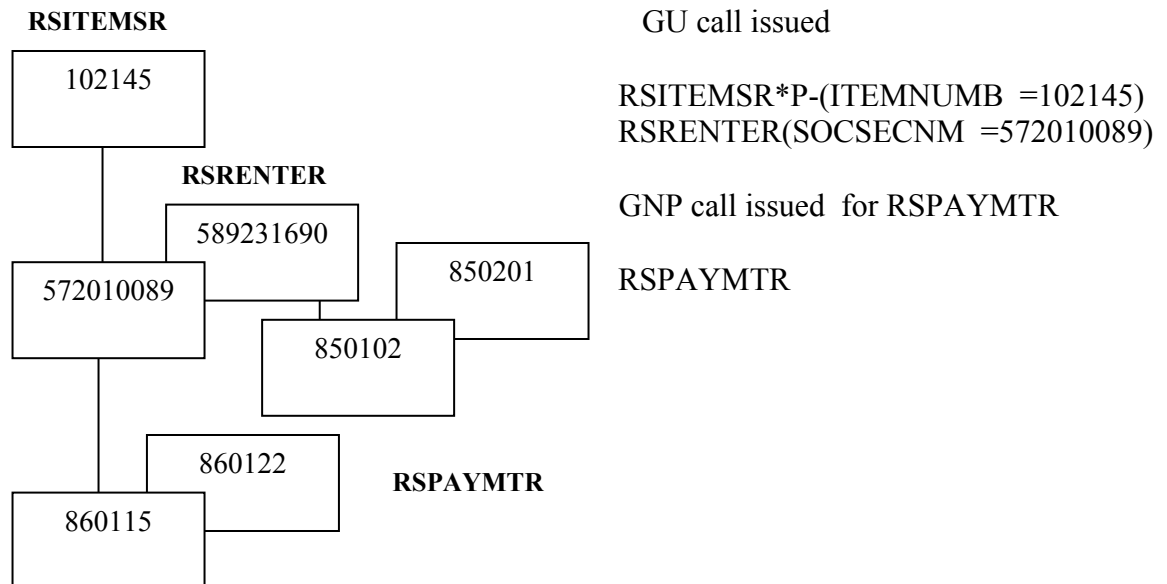 RSITEMSR
102145
RSRENTER
589231690
572010089
850201
850102
860122
RSPAYMTR
860115
GU call issued
RSITEMSR*P-(ITEMNUMB =102145)
RSRENTER(SOCSECNM =572010089)
GNP call issued for RSPAYMTR
RSPAYMTR